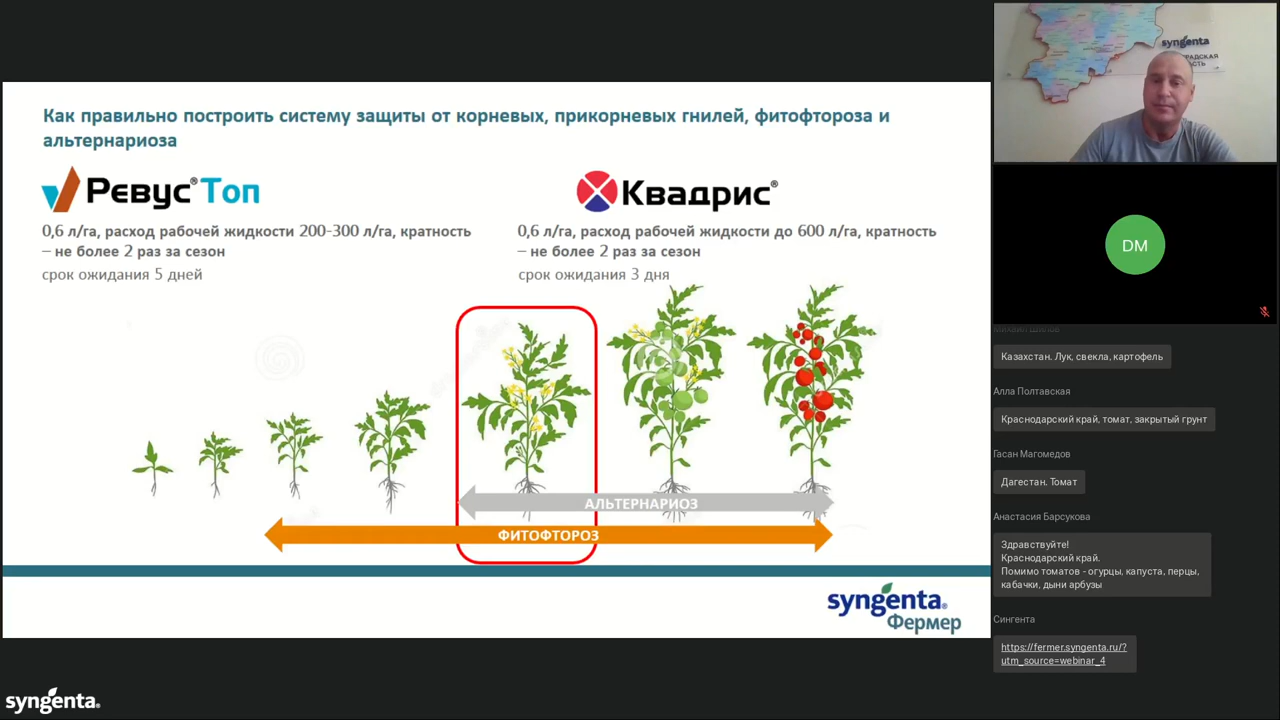 Как правильно построить систему защиты от корневых, прикорневых гнилей, фитофтороза и
альтернариоза
Ревус® Топ
0,6 л/га, расход рабочей жидкости 200-300 л/га, кратность
– не более 2 раз за сезон
срок ожидания 5 дней
Квадрис®
0,6 л/га, расход рабочей жидкости до 600 л/га, кратность
– не более 2 раз за сезон
срок ожидания 3 дня
АЛЬТЕРНАРИОЗ
ФИТОФТОРОЗ
syngenta®
Фермер
syngenta®
syngenta
DM
Казахстан. Лук, свекла, картофель
Алла Полтавская
Краснодарский край, томат, закрытый грунт
Гасан Магомедов
Дагестан. Томат
Анастасия Барсукова
Здравствуйте!
Краснодарский край.
Помимо томатов - огурцы, капуста, перцы,
кабачки, дыни арбузы
Сингента
https://fermer.syngenta.ru/?
utm_source=webinar_4